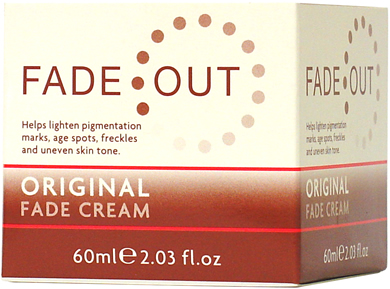 FADE OUT
Helps lighten pigmentation
marks, age spots, freckles
and uneven skin tone.
ORIGINAL
FADE CREAM
60ml℮2.03 fl.oz
FADE OUT
Helps lighten pigmentation
marks, age spots, freckles
and uneven skin tone.
ORIGINAL
FADE CREAM
60ml℮2.03 fl.oz